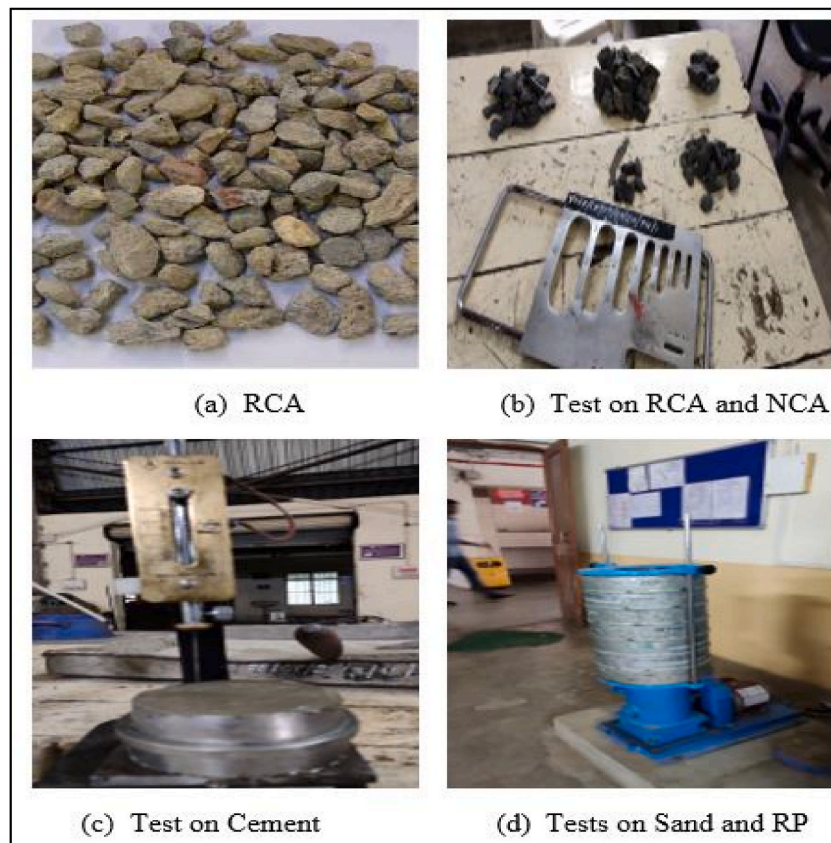 (a) RCA
(b) Test on RCA and NCA
(c) Test on Cement
(d) Tests on Sand and RP